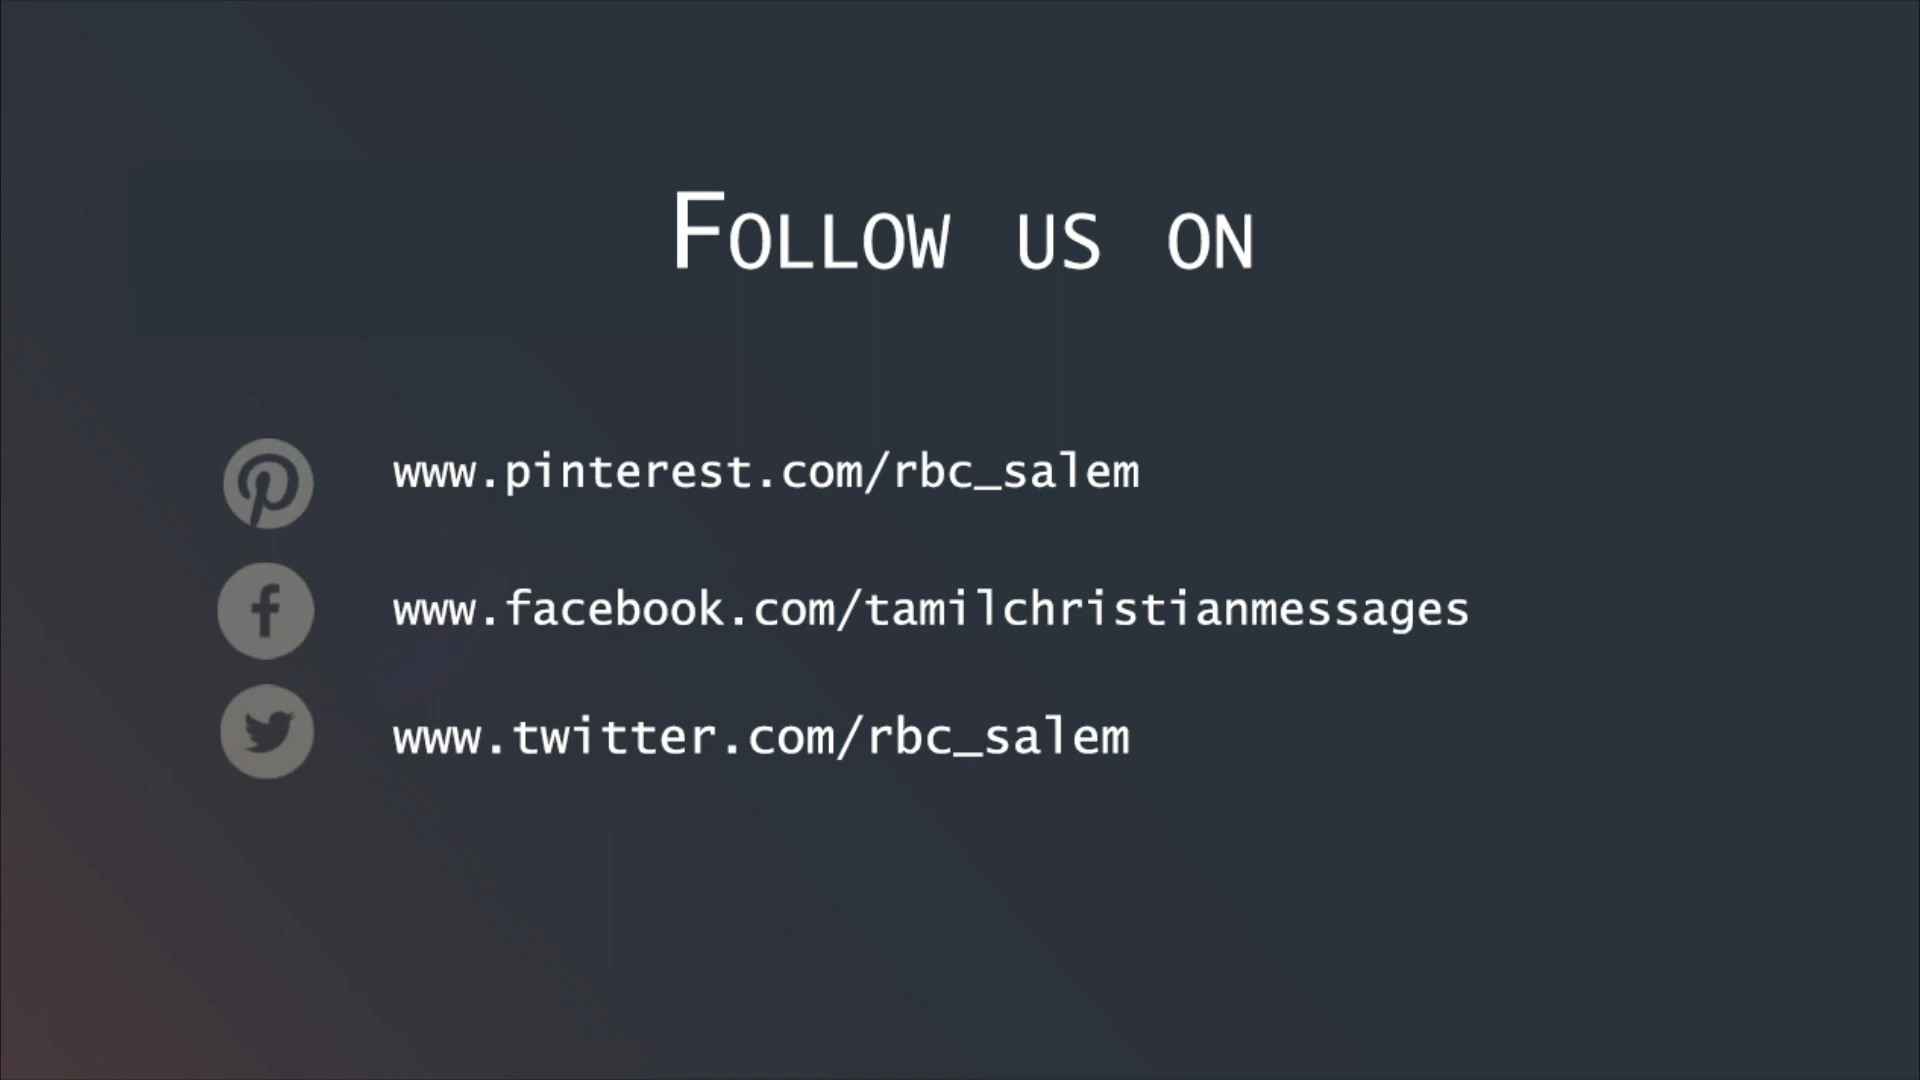 Follow us on
www.pinterest.com/rbc_salem
www.facebook.com/tamilchristianmessages
www.twitter.com/rbc_salem